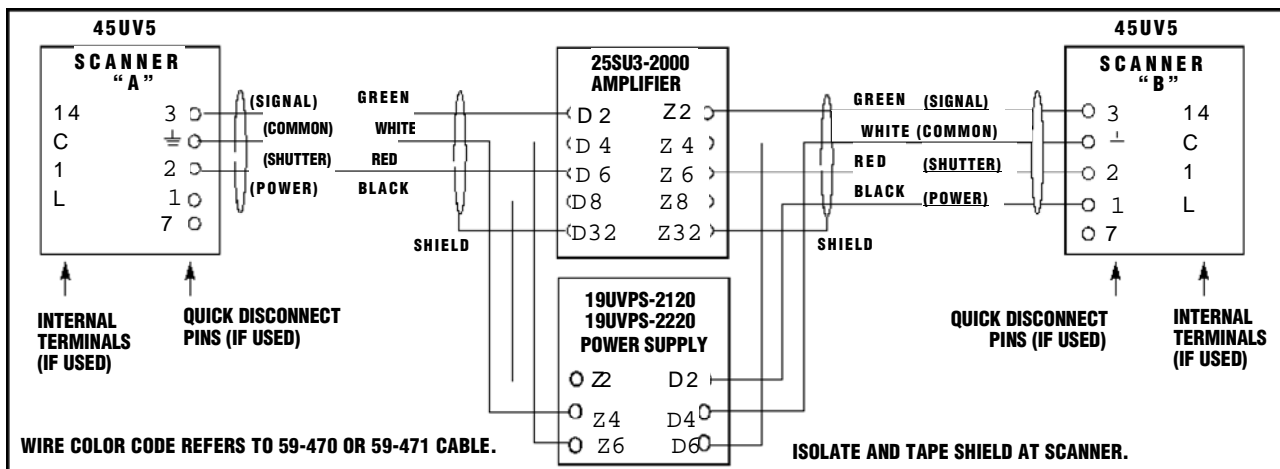 45UV5
SCANNER
“A”
14 3
C
1 2
L 1
7
(SIGNAL) GREEN
(COMMON) WHITE
(SHUTTER) RED
(POWER) BLACK
SHIELD
INTERNAL
TERMINALS
(IF USED)
QUICK DISCONNECT
PINS (IF USED)
25SU3-2000
AMPLIFIER
D2 Z2
D4 Z4
D6 Z6
D8 Z8
D32 Z32
19UVPS-2120
19UVPS-2220
POWER SUPPLY
Z2 D2
Z4 D4
Z6 D6
45UV5
SCANNER
“B”
GREEN (SIGNAL)
WHITE (COMMON)
RED (SHUTTER)
BLACK (POWER)
SHIELD
3 14
C
2 1
1 L
7
QUICK DISCONNECT
PINS (IF USED)
INTERNAL
TERMINALS
(IF USED)
WIRE COLOR CODE REFERS TO 59-470 OR 59-471 CABLE.
ISOLATE AND TAPE SHIELD AT SCANNER.